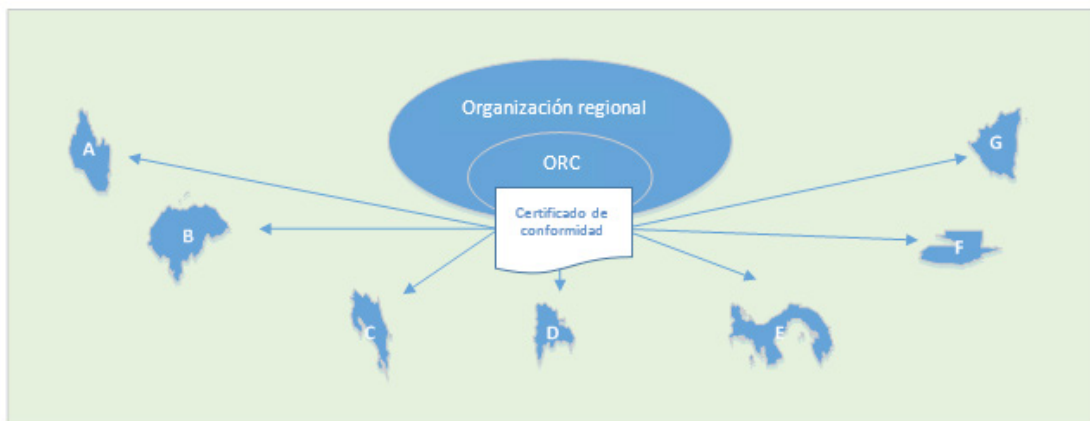 Organización regional
ORC
Certificado de
conformidad
A
B
C
D
E
F
G